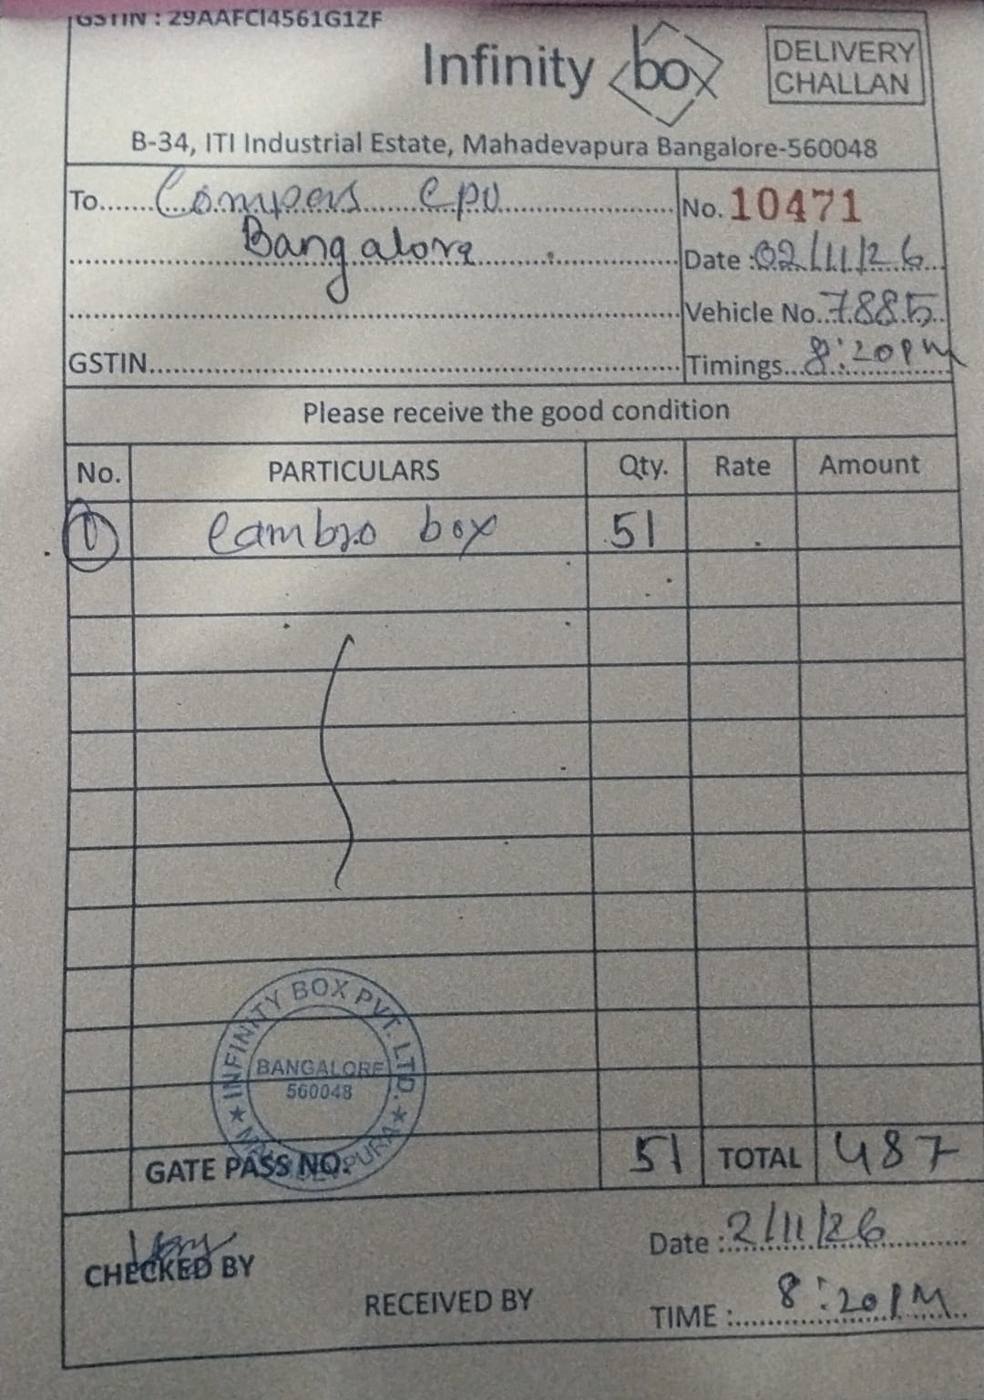 GSTIN : 29AAFCI4561G1ZF
Infinity box
DELIVERY
CHALLAN
B-34, ITI Industrial Estate, Mahadevapura Bangalore-560048
To Compass CPU
Bangalore
GSTIN
No. 10471
Date : 02/11/26
Vehicle No. 7885
Timings 8:20PM
Please receive the good condition
No. PARTICULARS Qty. Rate Amount
1 Cambro box 51
INFINITY BOX PVT. LTD.
BANGALORE
560048
GATE PASS NO. 51 TOTAL 487
CHECKED BY
RECEIVED BY
Date : 2/11/26
TIME : 8:20PM